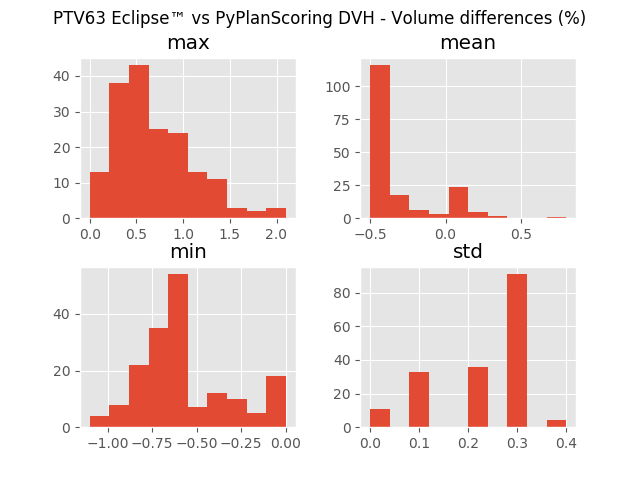 PTV63 Eclipse™ vs PyPlanScoring DVH - Volume differences (%)
max
mean
40
30
20
10
0
0.0 0.5 1.0 1.5 2.0
100
75
50
25
0
−0.5 0.0 0.5
min
std
40
20
0
−1.00 −0.75 −0.50 −0.25 0.00
80
60
40
20
0
0.0 0.1 0.2 0.3 0.4